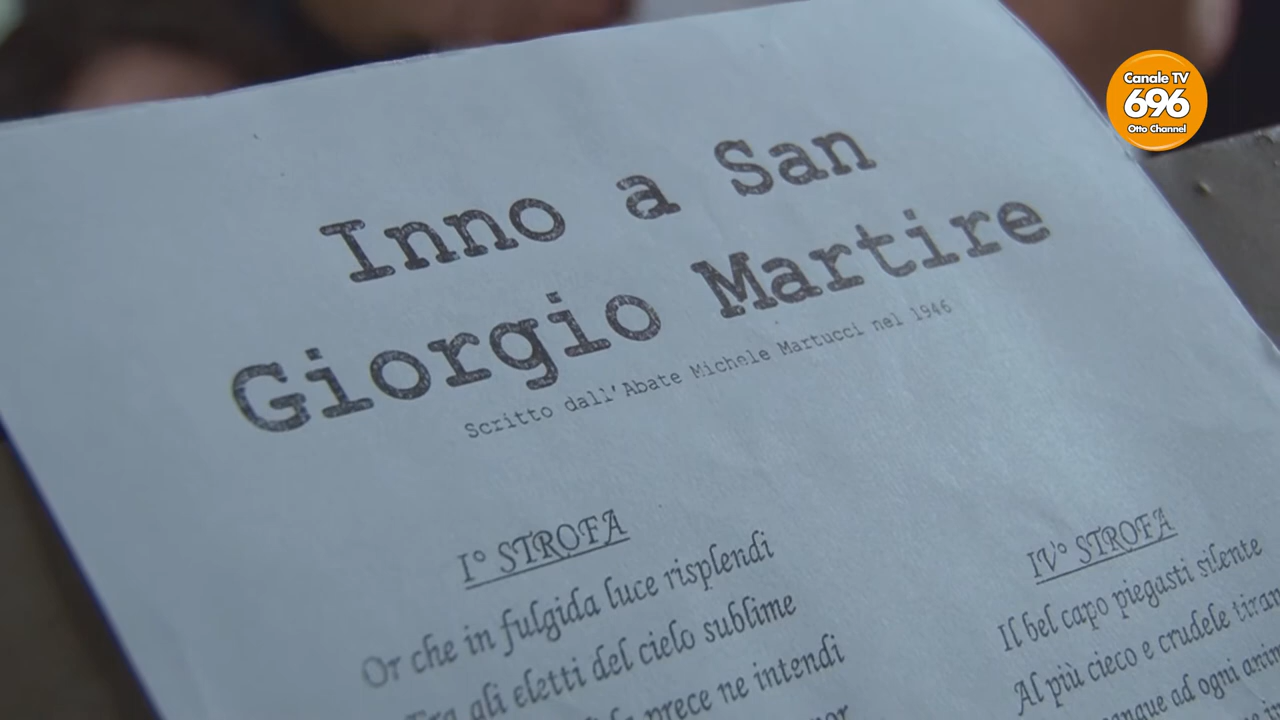 Canale TV
696
Otto Channel
Inno a San
Giorgio Martire
Scritto dall'Abate Michele Martucci nel 1946
I° STROFA
Or che in fulgida luce risplendi
Tra gli eletti del cielo sublime
prece ne intendi
IV° STROFA
Il bel capo piegasti silente
Al più cieco e crudele
ad ogni